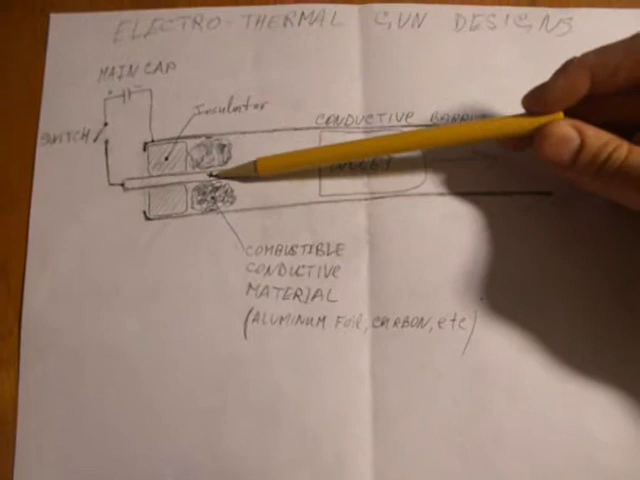 ELECTRO-THERMAL GUN DESIGNS
MAIN CAP
+ -
Insulator
SWITCH
CONDUCTIVE
COMBUSTIBLE
CONDUCTIVE
MATERIAL
(ALUMINUM FOIL, CARBON, etc)